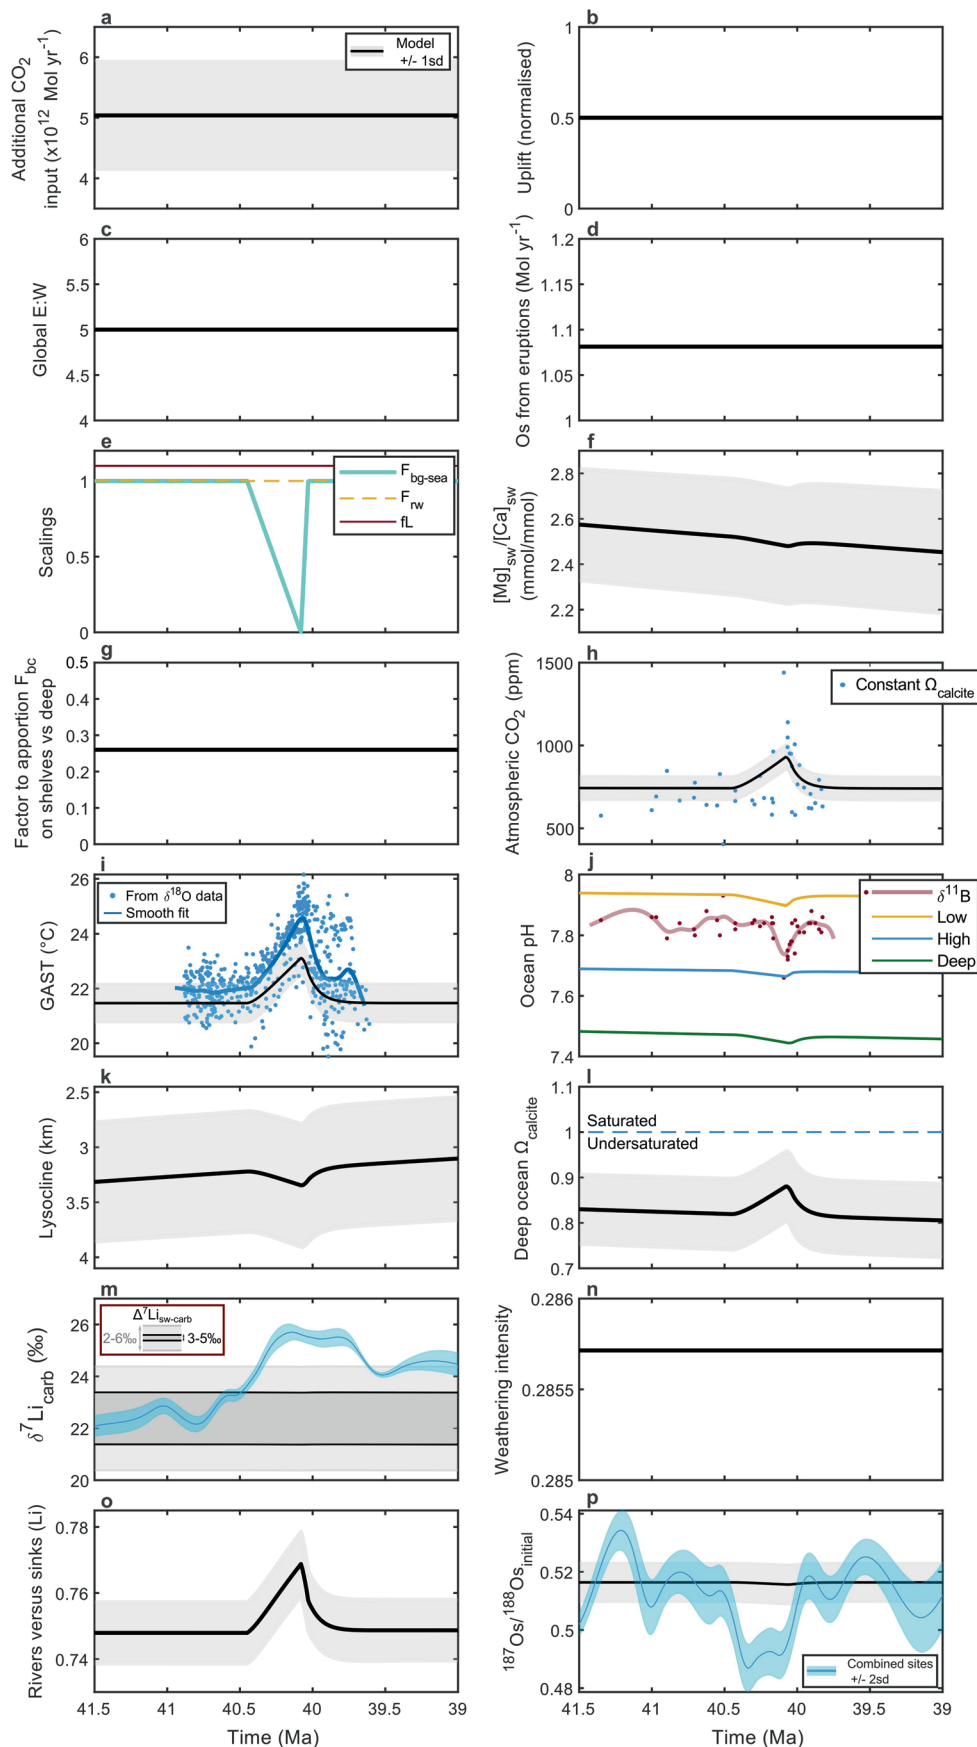 a
Additional CO2
input (x10^12 Mol yr^-1)
6
5
4
Model
+/- 1sd
b
Uplift (normalised)
1
0.5
0
c
Global E:W
6
5.5
5
4.5
4
d
Os from eruptions (Mol yr^-1)
1.2
1.15
1.1
1.05
1
e
Scalings
1
0.5
0
F_bg-sea
F_rw
fL
f
[Mg]_sw/[Ca]_sw
(mmol/mmol)
2.8
2.6
2.4
2.2
g
Factor to apportion F_bc
on shelves vs deep
0.5
0.4
0.3
0.2
0.1
0
h
Atmospheric CO2 (ppm)
1500
1000
500
Constant Ω_calcite
i
GAST (°C)
26
24
22
20
From δ^18O data
Smooth fit
j
Ocean pH
8
7.8
7.6
7.4
δ^11B
Low
High
Deep
k
Lysocline (km)
2.5
3
3.5
4
l
Deep ocean Ω_calcite
1.1
1
0.9
0.8
0.7
Saturated
Undersaturated
m
δ^7Li_carb (‰)
26
24
22
20
Δ^7Li_sw-carb
2-6‰
3-5‰
n
Weathering intensity
0.286
0.2855
0.285
o
Rivers versus sinks (Li)
0.78
0.76
0.74
41.5
41
40.5
40
39.5
39
Time (Ma)
p
^187Os/^188Os_initial
0.54
0.52
0.5
0.48
Combined sites
+/- 2sd
41.5
41
40.5
40
39.5
39
Time (Ma)